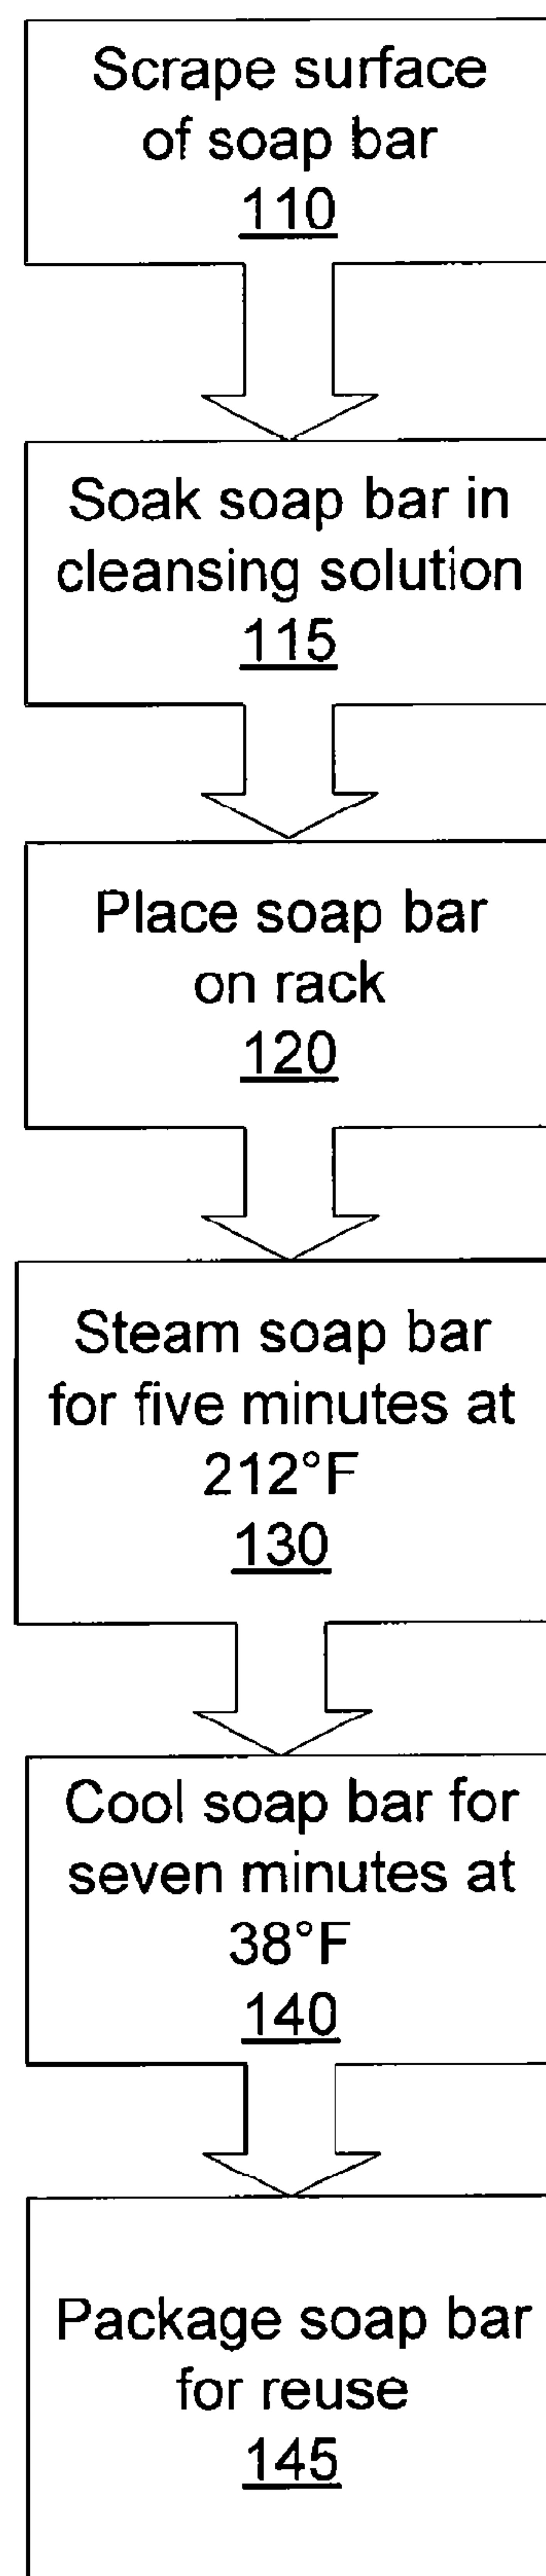 Scrape surface
of soap bar
110
Soak soap bar in
cleansing solution
115
Place soap bar
on rack
120
Steam soap bar
for five minutes at
212°F
130
Cool soap bar for
seven minutes at
38°F
140
Package soap bar
for reuse
145